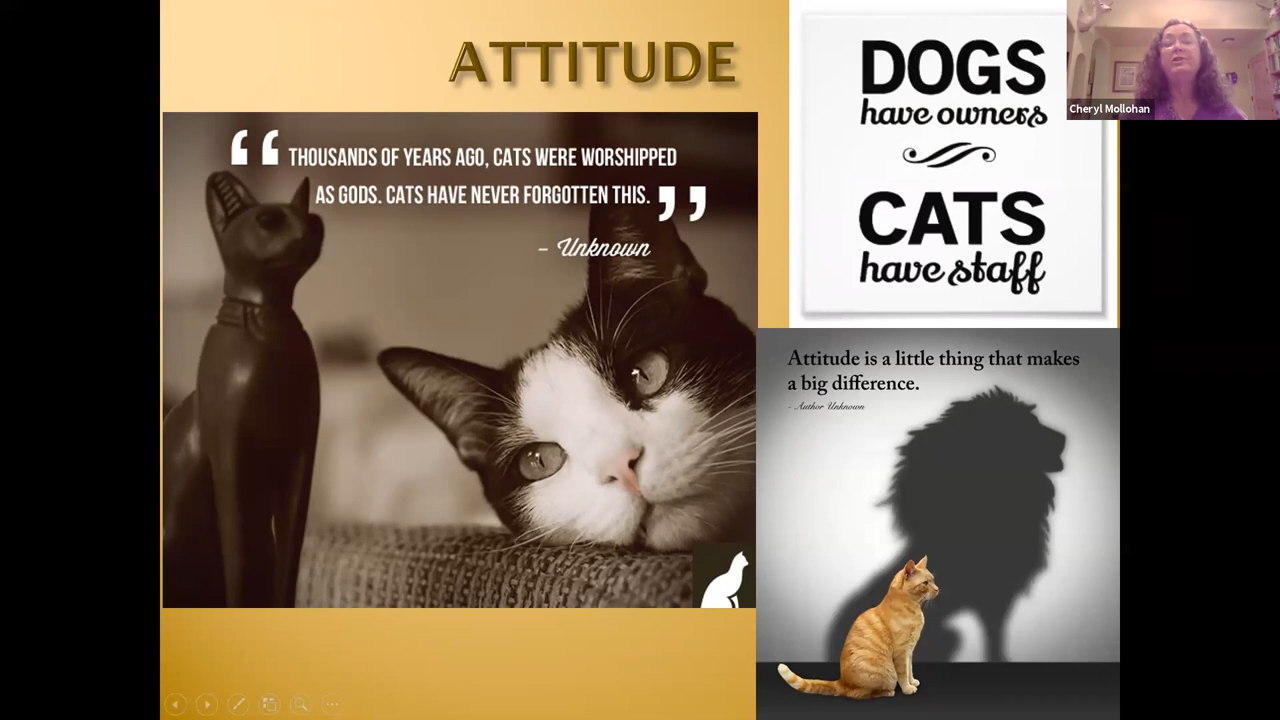 ATTITUDE
“ THOUSANDS OF YEARS AGO, CATS WERE WORSHIPPED
AS GODS. CATS HAVE NEVER FORGOTTEN THIS. ”
– Unknown
DOGS
have owners
CATS
have staff
Cheryl Mollohan
Attitude is a little thing that makes
a big difference.
- Author Unknown